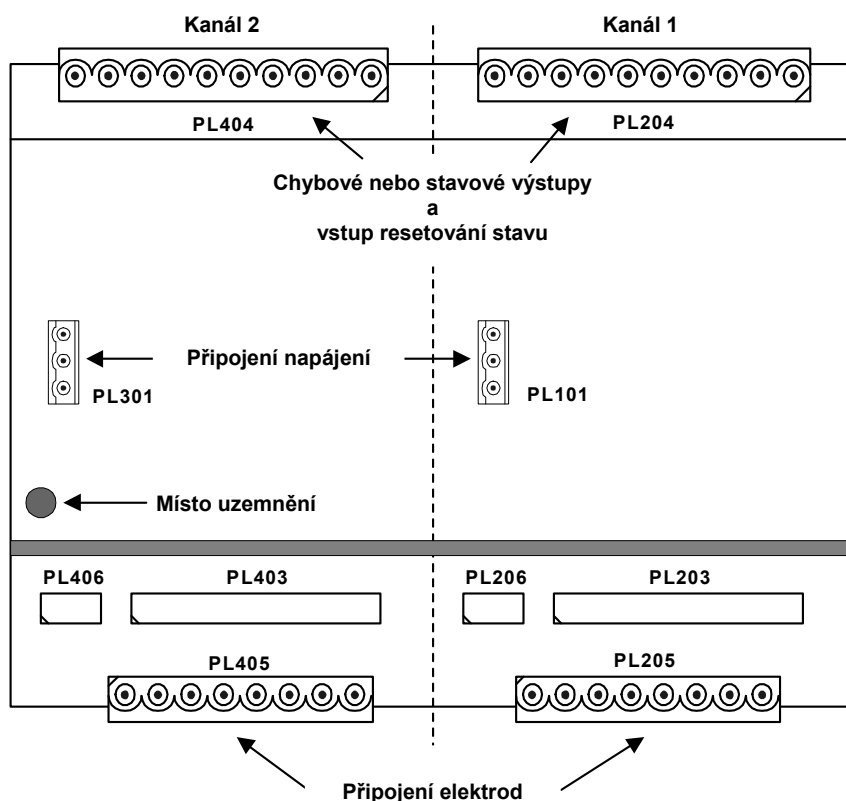 Kanál 2
Kanál 1
PL404
PL204
Chybové nebo stavové výstupy
a
vstup resetování stavu
Připojení napájení
PL301
PL101
Místo uzemnění
PL406
PL403
PL206
PL203
PL405
PL205
Připojení elektrod